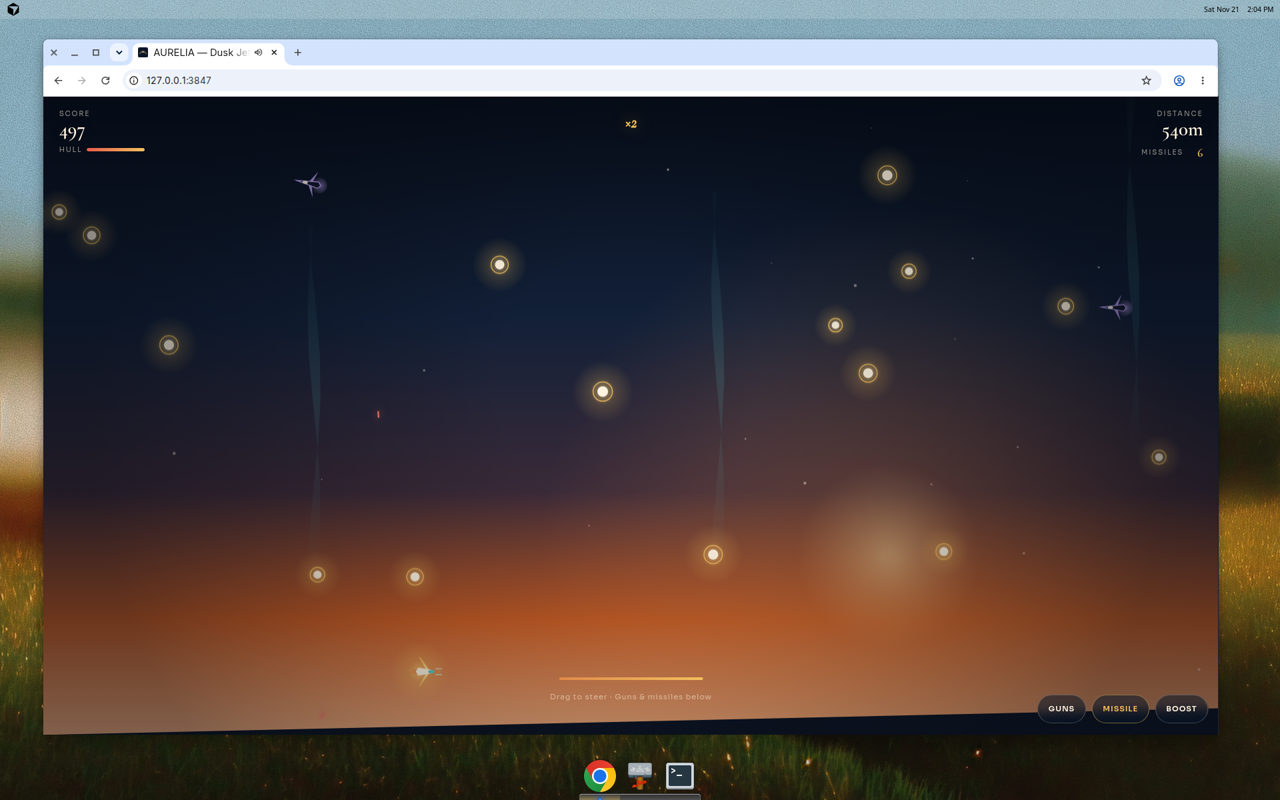 Sat Nov 21 2:04 PM
AURELIA — Dusk Je
127.0.0.1:3847
SCORE
497
HULL
×2
DISTANCE
540m
MISSILES 6
Drag to steer · Guns & missiles below
GUNS
MISSILE
BOOST
>_